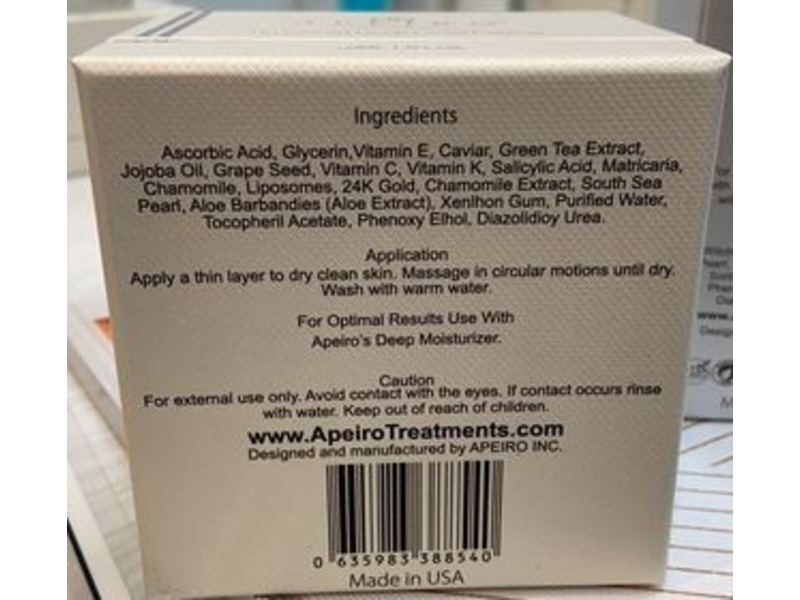 Ingredients
Ascorbic Acid, Glycerin,Vitamin E, Caviar, Green Tea Extract,
Jojoba Oil, Grape Seed, Vitamin C, Vitamin K, Salicylic Acid, Matricaria,
Chamomile, Liposomes, 24K Gold, Chamomile Extract, South Sea
Pearl, Aloe Barbandies (Aloe Extract), Xenlhon Gum, Purified Water,
Tocopheril Acetate, Phenoxy Elhol, Diazolidioy Urea.
Application
Apply a thin layer to dry clean skin. Massage in circular motions until dry.
Wash with warm water.
For Optimal Results Use With
Apeiro's Deep Moisturizer.
Caution
For external use only. Avoid contact with the eyes. If contact occurs rinse
with water. Keep out of reach of children.
www.ApeiroTreatments.com
Designed and manufactured by APEIRO INC.
0 635983 388540
Made in USA